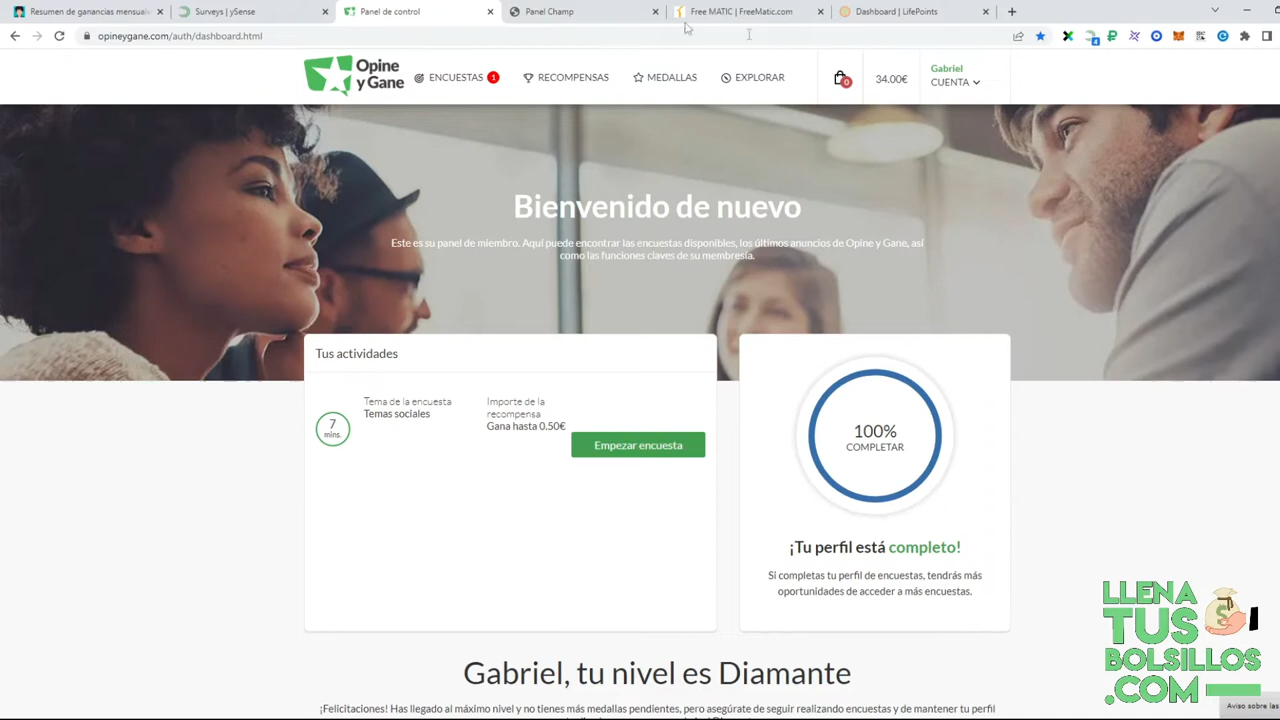 Resumen de ganancias mensual
Surveys | ySense
Panel de control
Panel Champ
Free MATIC | FreeMatic.com
Dashboard | LifePoints
opineygane.com/auth/dashboard.html
4
Opine
y Gane
ENCUESTAS 1
RECOMPENSAS
MEDALLAS
EXPLORAR
0
34.00€
Gabriel
CUENTA
Bienvenido de nuevo
Este es su panel de miembro. Aquí puede encontrar las encuestas disponibles, los últimos anuncios de Opine y Gane, así
como las funciones claves de su membresía.
Tus actividades
7
mins.
Tema de la encuesta
Temas sociales
Importe de la
recompensa
Gana hasta 0.50€
Empezar encuesta
100%
COMPLETAR
¡Tu perfil está completo!
Si completas tu perfil de encuestas, tendrás más
oportunidades de acceder a más encuestas.
Gabriel, tu nivel es Diamante
¡Felicitaciones! Has llegado al máximo nivel y no tienes más medallas pendientes, pero asegúrate de seguir realizando encuestas y de mantener tu perfil
LLENA
TUS
BOLSILLOS
.COM
Aviso sobre las